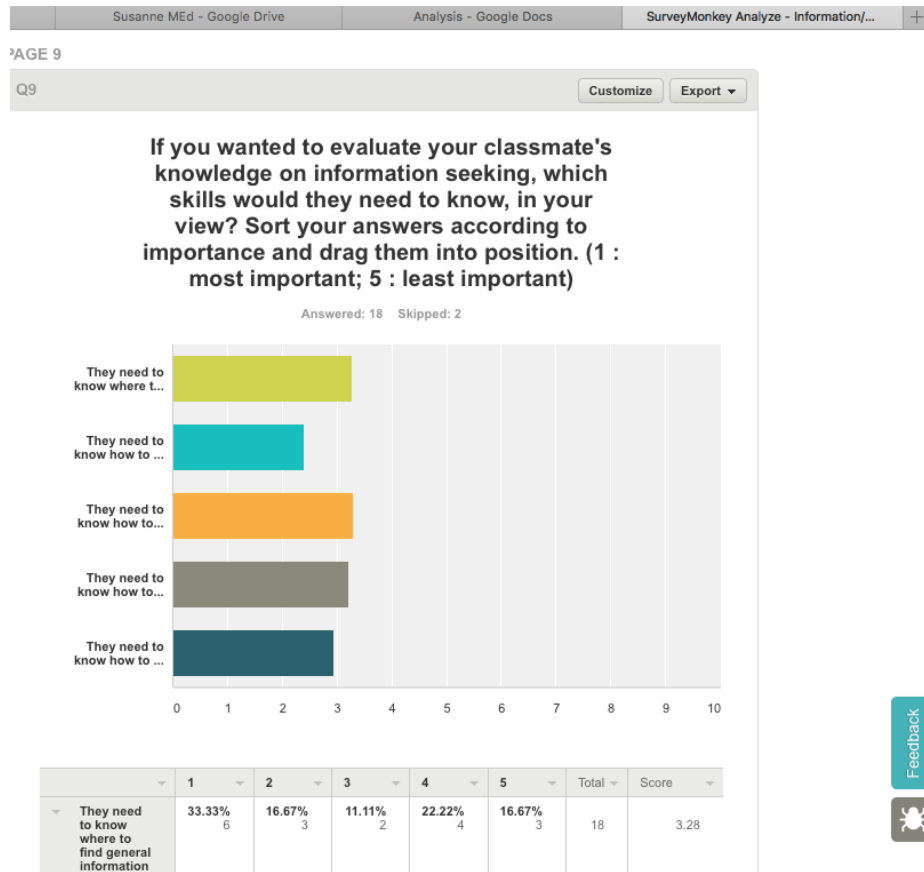 Susanne MEd - Google Drive Analysis - Google Docs SurveyMonkey Analyze - Information/... +
PAGE 9
Q9 Customize Export
If you wanted to evaluate your classmate's
knowledge on information seeking, which
skills would they need to know, in your
view? Sort your answers according to
importance and drag them into position. (1 :
most important; 5 : least important)
Answered: 18 Skipped: 2
They need to
know where t...
They need to
know how to ...
They need to
know how to...
They need to
know how to...
They need to
know how to ...
0 1 2 3 4 5 6 7 8 9 10
Feedback
1 2 3 4 5 Total Score
They need 33.33% 16.67% 11.11% 22.22% 16.67%
to know 6 3 2 4 3 18 3.28
where to
find general
information